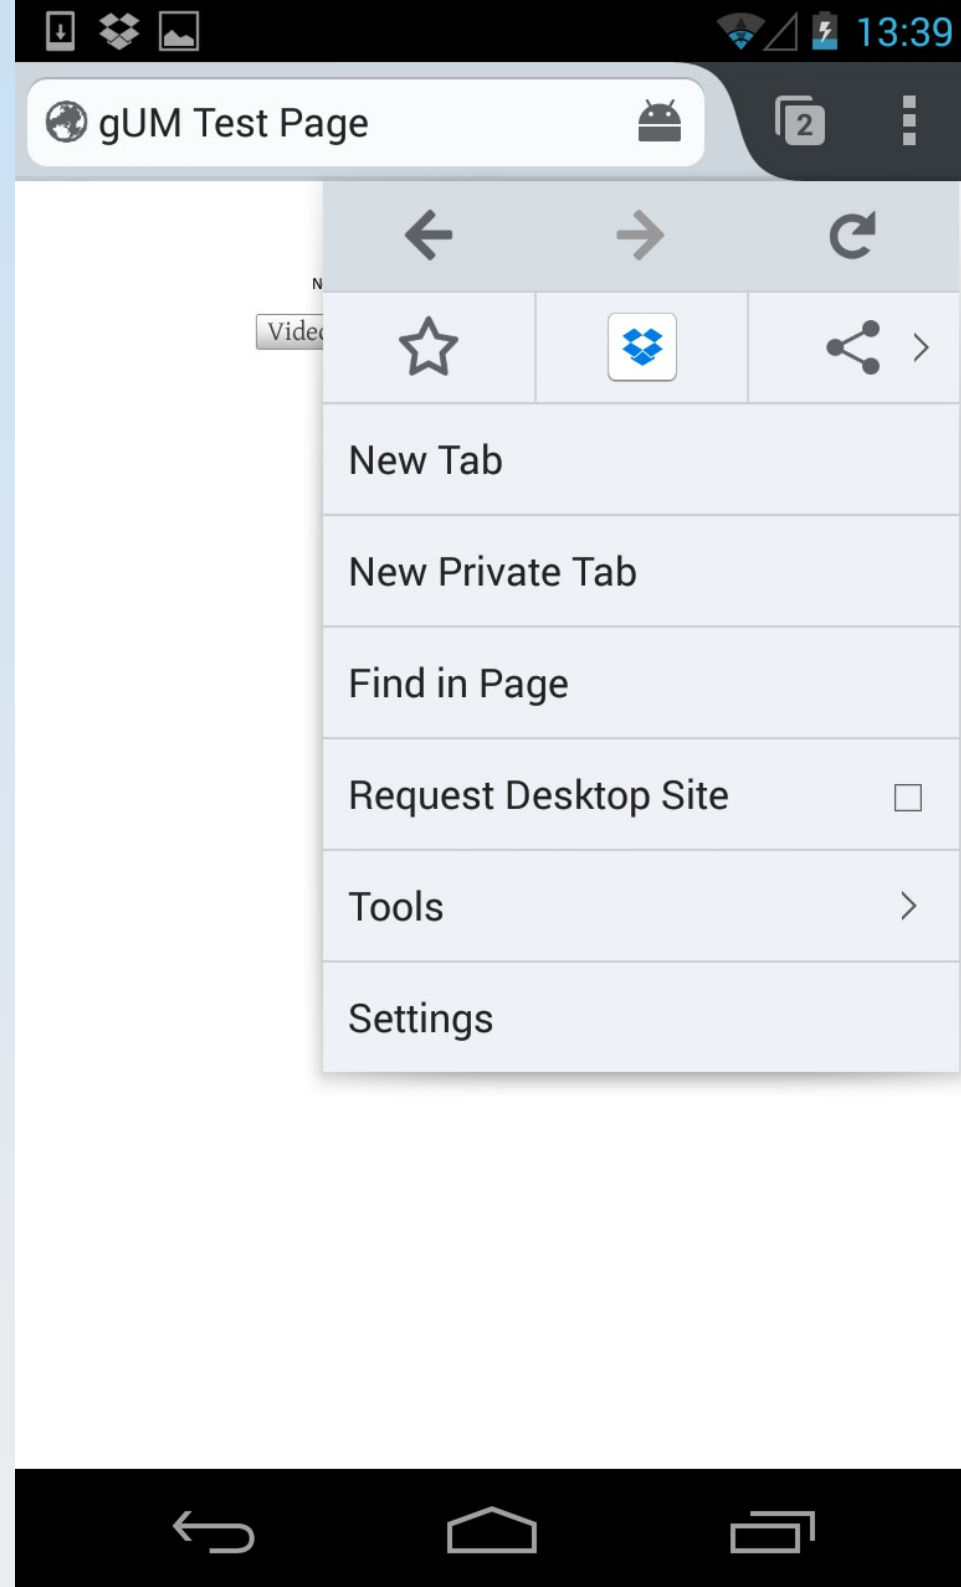 13:39
gUM Test Page
2
New Tab
New Private Tab
Find in Page
Request Desktop Site
Tools
Settings